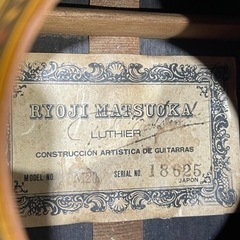 RYOJI MATSUOKA
LUTHIER
CONSTRUCCIÓN ARTISTICA DE GUITARRAS
MODEL NO. SERIAL NO. 18625
JAPON